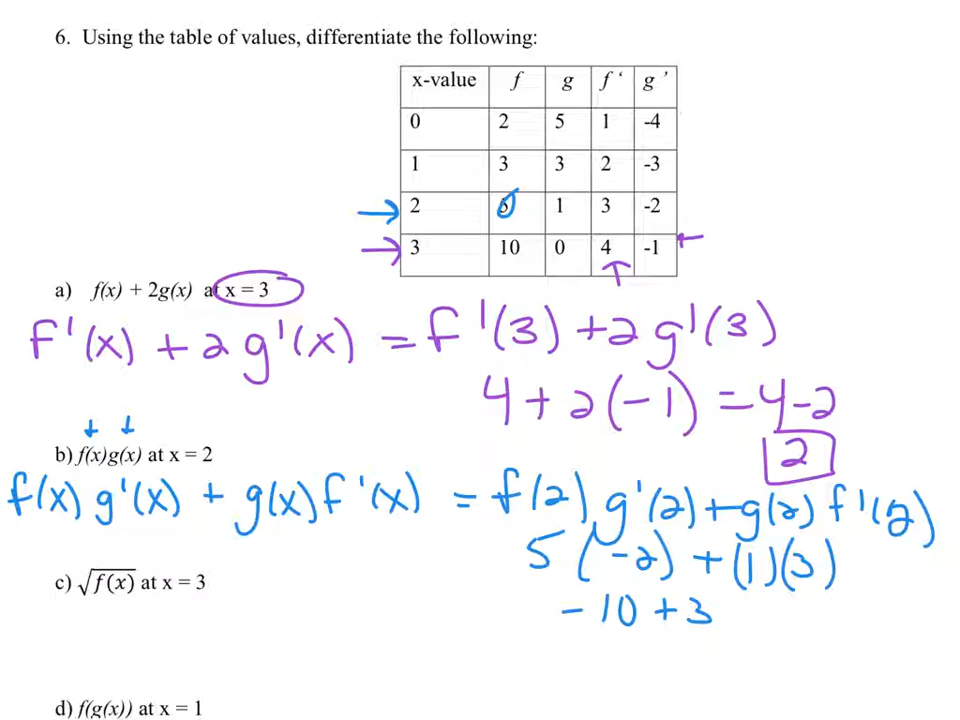 6. Using the table of values, differentiate the following:
x-value f g f ‘ g ’
0 2 5 1 -4
1 3 3 2 -3
2 5 1 3 -2
3 10 0 4 -1
a) f(x) + 2g(x) at x = 3
f'(x) + 2g'(x) = f'(3) + 2g'(3)
4 + 2(-1) = 4-2
2
b) f(x)g(x) at x = 2
f(x) g'(x) + g(x) f'(x) = f(2) g'(2) + g(2) f'(2)
5(-2) + (1)(3)
-10 + 3
c) √f(x) at x = 3
d) f(g(x)) at x = 1